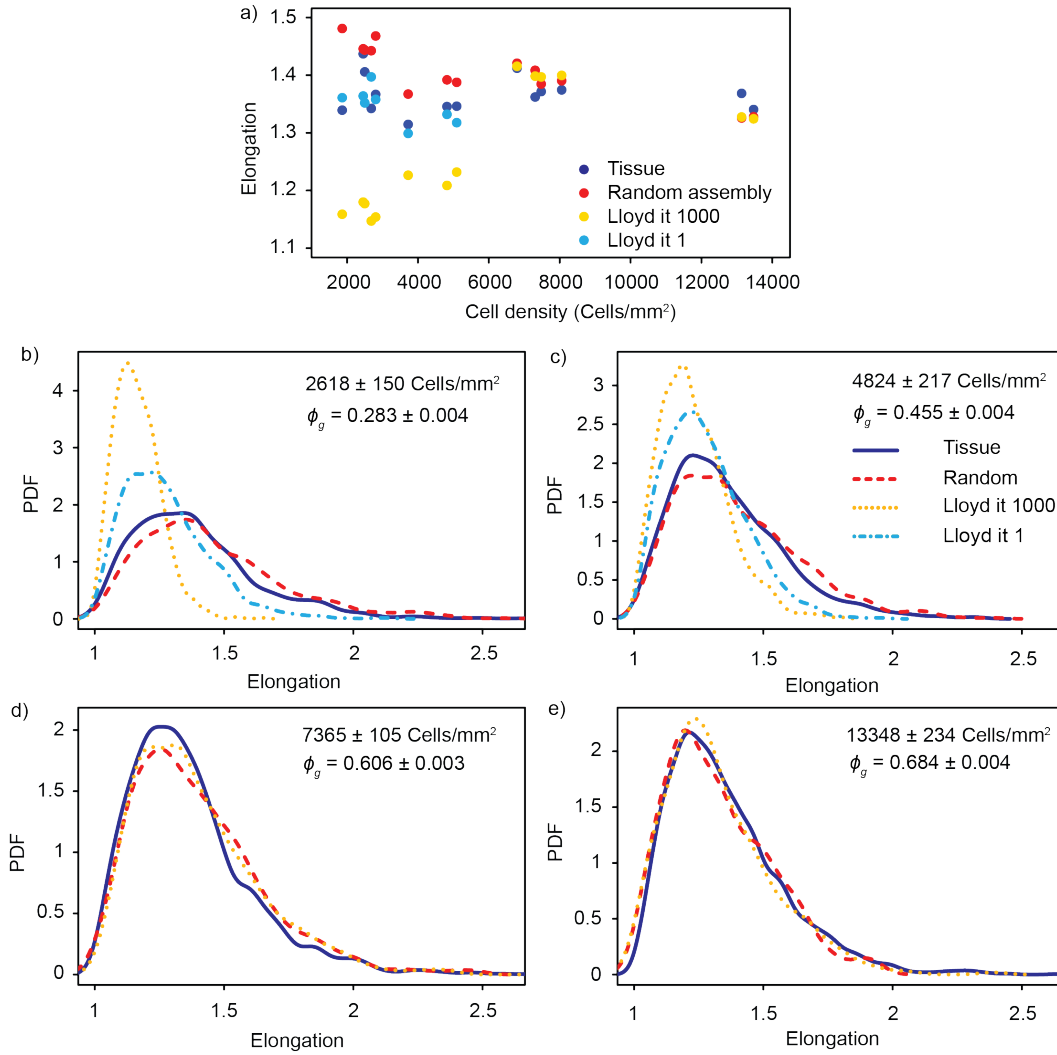 a)
1.5
1.4
1.3
1.2
1.1
Elongation
Tissue
Random assembly
Lloyd it 1000
Lloyd it 1
2000 4000 6000 8000 10000 12000 14000
Cell density (Cells/mm²)
b)
4
3
2
1
0
PDF
2618 ± 150 Cells/mm²
ϕg = 0.283 ± 0.004
1 1.5 2 2.5
Elongation
c)
3
2.5
2
1.5
1
0.5
0
PDF
4824 ± 217 Cells/mm²
ϕg = 0.455 ± 0.004
Tissue
Random
Lloyd it 1000
Lloyd it 1
1 1.5 2 2.5
Elongation
d)
2
1.5
1
0.5
0
PDF
7365 ± 105 Cells/mm²
ϕg = 0.606 ± 0.003
1 1.5 2 2.5
Elongation
e)
2
1.5
1
0.5
0
PDF
13348 ± 234 Cells/mm²
ϕg = 0.684 ± 0.004
1 1.5 2 2.5
Elongation